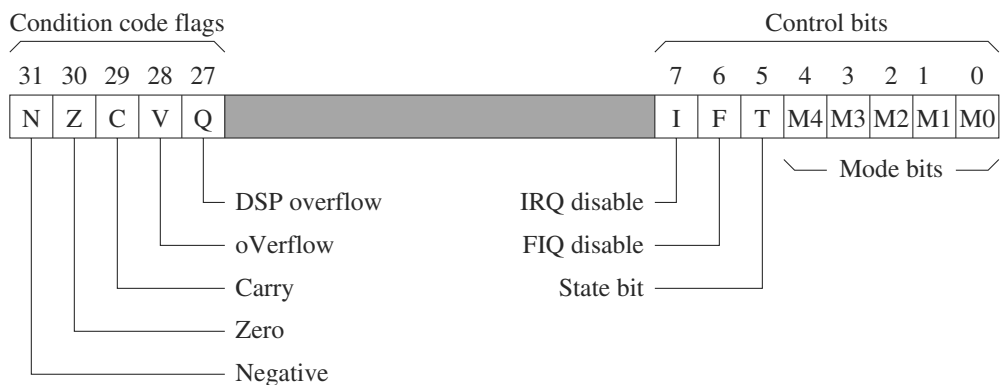 Condition code flags Control bits
31 30 29 28 27 7 6 5 4 3 2 1 0
N Z C V Q I F T M4 M3 M2 M1 M0
Mode bits
DSP overflow IRQ disable
oVerflow FIQ disable
Carry State bit
Zero
Negative